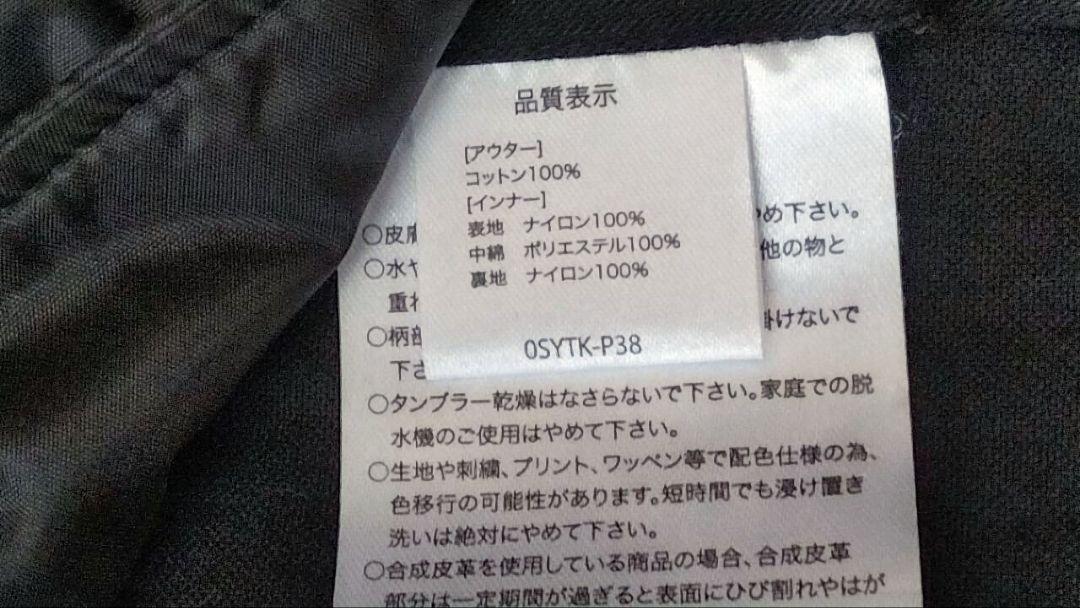 品質表示
[アウター]
コットン100%
[インナー]
表地 ナイロン100%
中綿 ポリエステル100%
裏地 ナイロン100%
0SYTK-P38
○皮膚 やめ下さい。
○水や 他の物と
重ね
○柄部 掛けないで
下さ
○タンブラー乾燥はなさらないで下さい。家庭での脱
水機のご使用はやめて下さい。
○生地や刺繍、プリント、ワッペン等で配色仕様の為、
色移行の可能性があります。短時間でも浸け置き
洗いは絶対にやめて下さい。
○合成皮革を使用している商品の場合、合成皮革
部分は一定期間が過ぎると表面にひび割れやはが